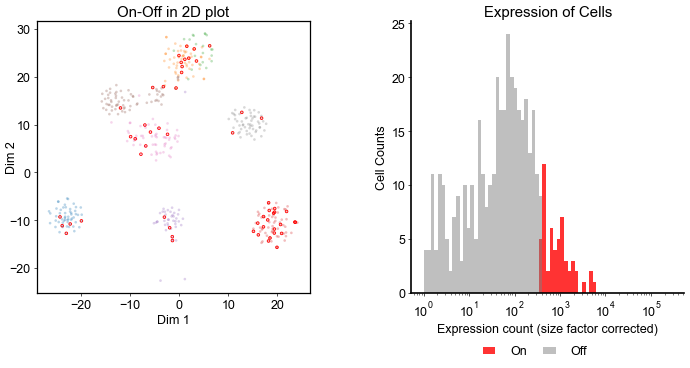 On-Off in 2D plot
30
20
10
0
−10
−20
−20
−10
0
10
20
Dim 2
Dim 1
Expression of Cells
25
20
15
10
5
0
10^0
10^1
10^2
10^3
10^4
10^5
Cell Counts
Expression count (size factor corrected)
On
Off